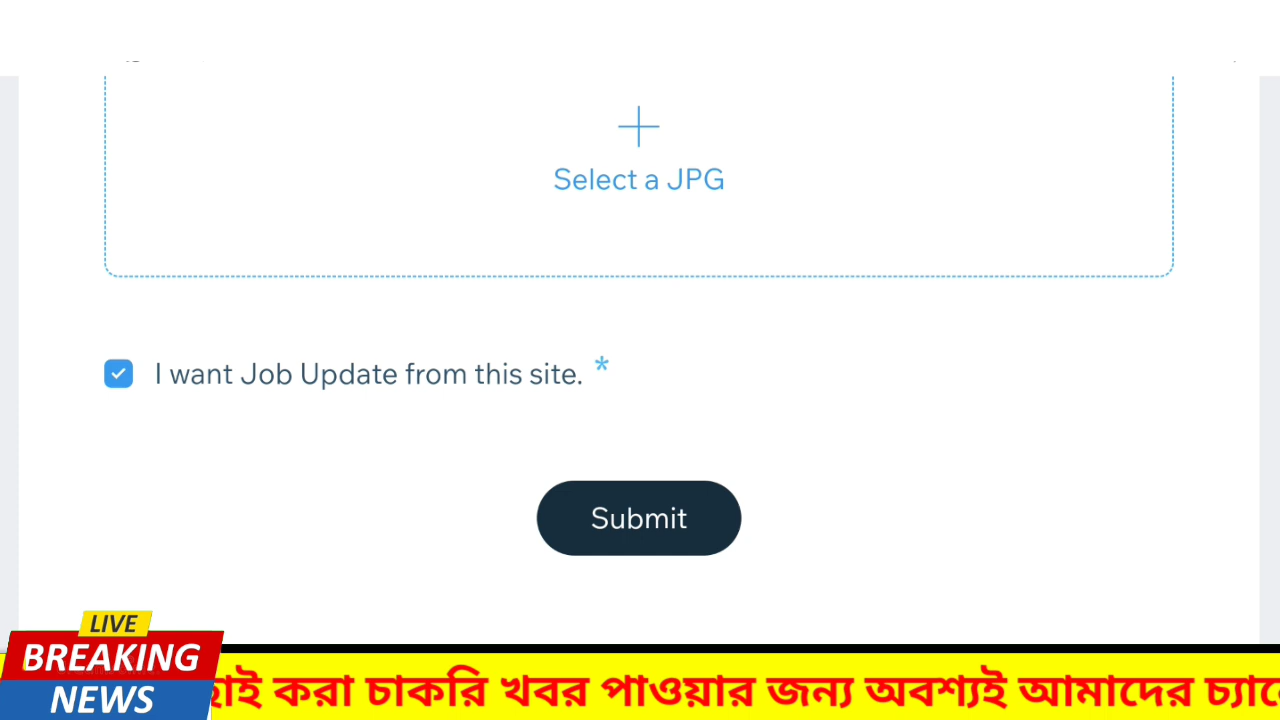 Select a JPG
I want Job Update from this site. *
Submit
LIVE
BREAKING
NEWS
করা চাকরি খবর পাওয়ার জন্য অবশ্যই আমাদের